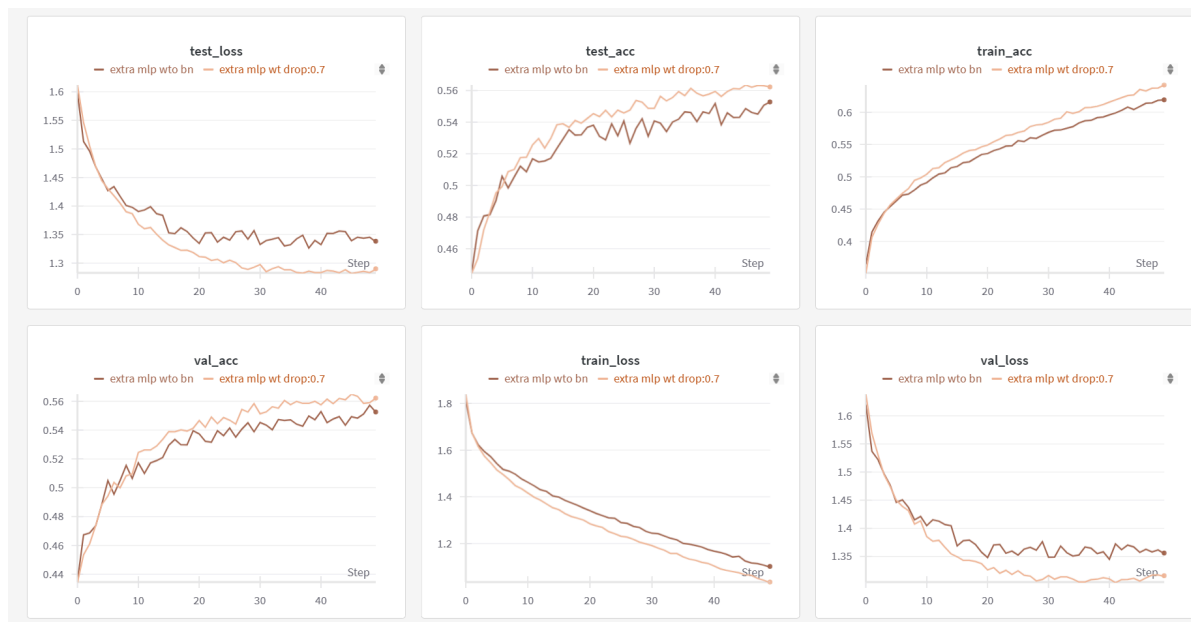 test_loss
extra mlp wto bn extra mlp wt drop:0.7
1.6
1.55
1.5
1.45
1.4
1.35
1.3
Step
0 10 20 30 40
test_acc
extra mlp wto bn extra mlp wt drop:0.7
0.56
0.54
0.52
0.5
0.48
0.46
Step
0 10 20 30 40
train_acc
extra mlp wto bn extra mlp wt drop:0.7
0.6
0.55
0.5
0.45
0.4
Step
0 10 20 30 40
val_acc
extra mlp wto bn extra mlp wt drop:0.7
0.56
0.54
0.52
0.5
0.48
0.46
0.44
Step
0 10 20 30 40
train_loss
extra mlp wto bn extra mlp wt drop:0.7
1.8
1.6
1.4
1.2
Step
0 10 20 30 40
val_loss
extra mlp wto bn extra mlp wt drop:0.7
1.6
1.55
1.5
1.45
1.4
1.35
Step
0 10 20 30 40